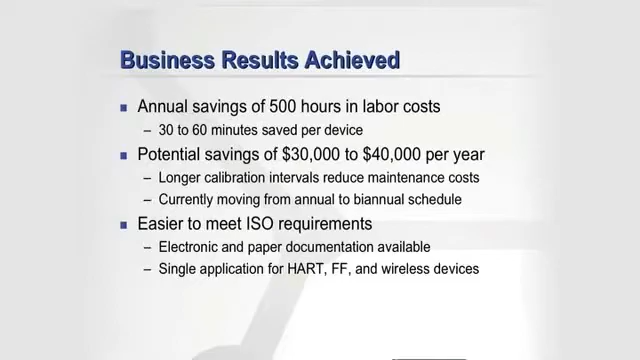 Business Results Achieved
Annual savings of 500 hours in labor costs
– 30 to 60 minutes saved per device
Potential savings of $30,000 to $40,000 per year
– Longer calibration intervals reduce maintenance costs
– Currently moving from annual to biannual schedule
Easier to meet ISO requirements
– Electronic and paper documentation available
– Single application for HART, FF, and wireless devices